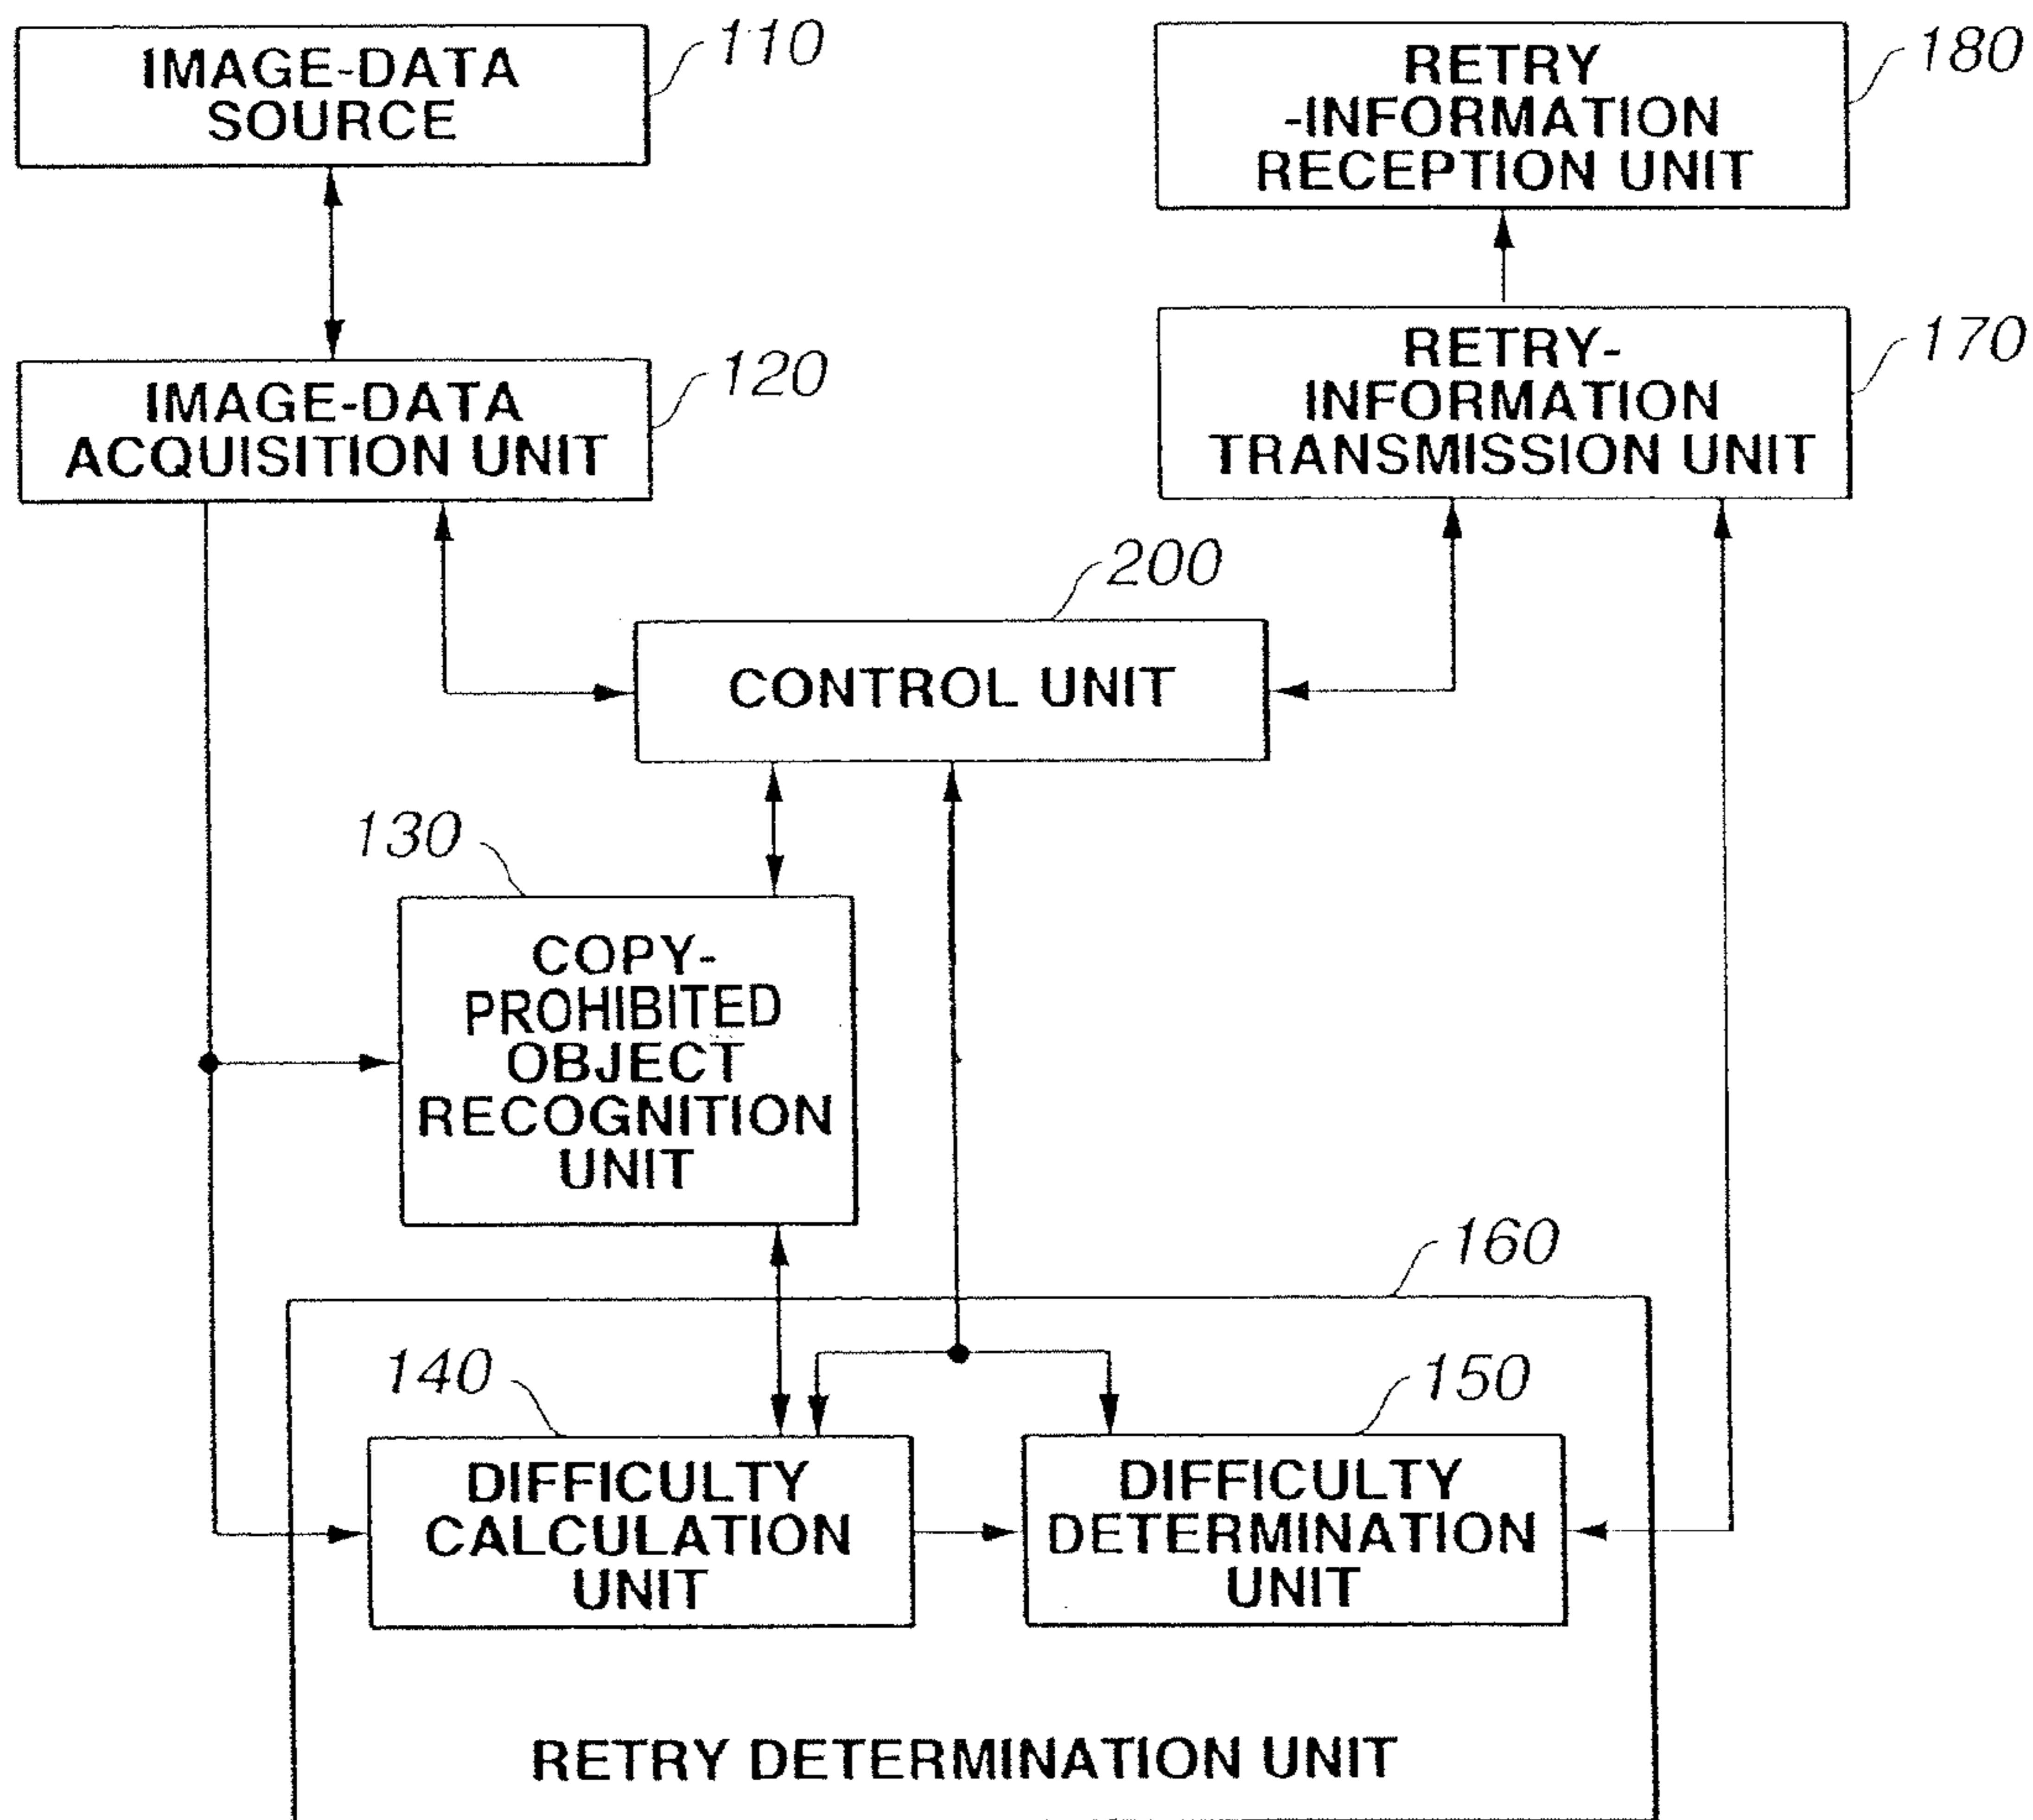 IMAGE-DATA
SOURCE
110
RETRY
-INFORMATION
RECEPTION UNIT
180
IMAGE-DATA
ACQUISITION UNIT
120
RETRY-
INFORMATION
TRANSMISSION UNIT
170
200
CONTROL UNIT
130
COPY-
PROHIBITED
OBJECT
RECOGNITION
UNIT
160
140
150
DIFFICULTY
CALCULATION
UNIT
DIFFICULTY
DETERMINATION
UNIT
RETRY DETERMINATION UNIT